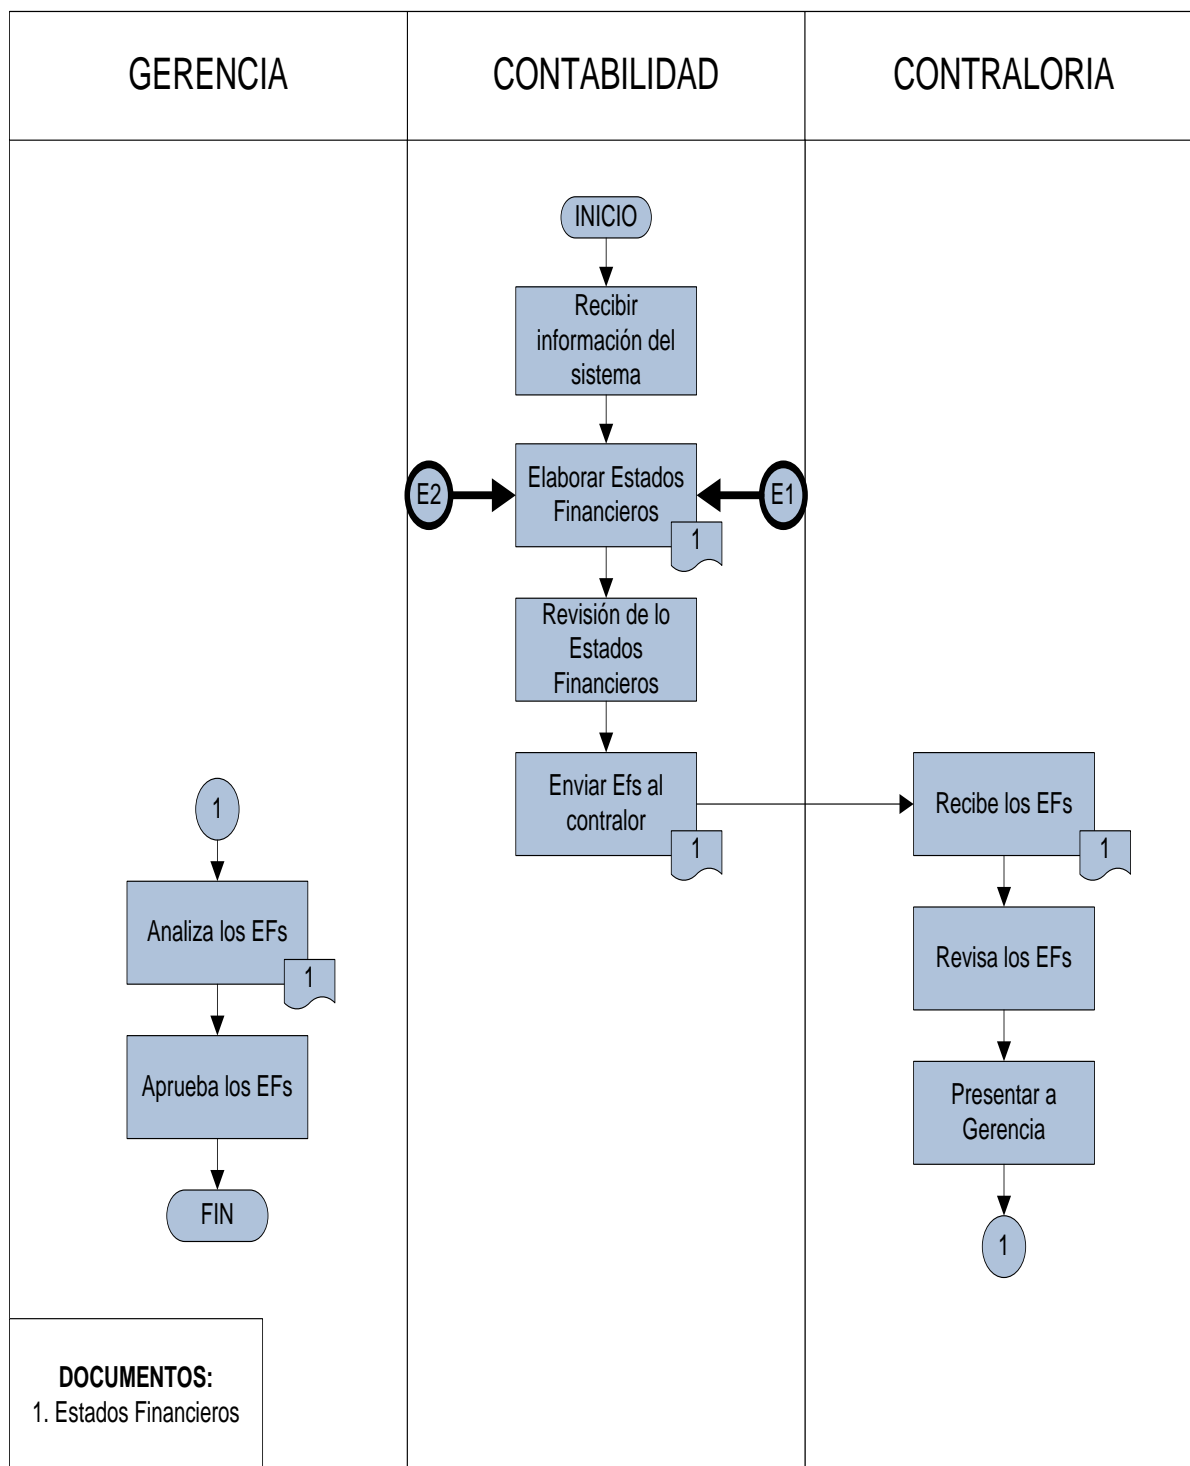 GERENCIA
CONTABILIDAD
CONTRALORIA
INICIO
Recibir
información del
sistema
E2
Elaborar Estados
Financieros
1
E1
Revisión de lo
Estados
Financieros
Enviar Efs al
contralor
1
Recibe los EFs
1
Revisa los EFs
Presentar a
Gerencia
1
1
Analiza los EFs
1
Aprueba los EFs
FIN
DOCUMENTOS:
1. Estados Financieros